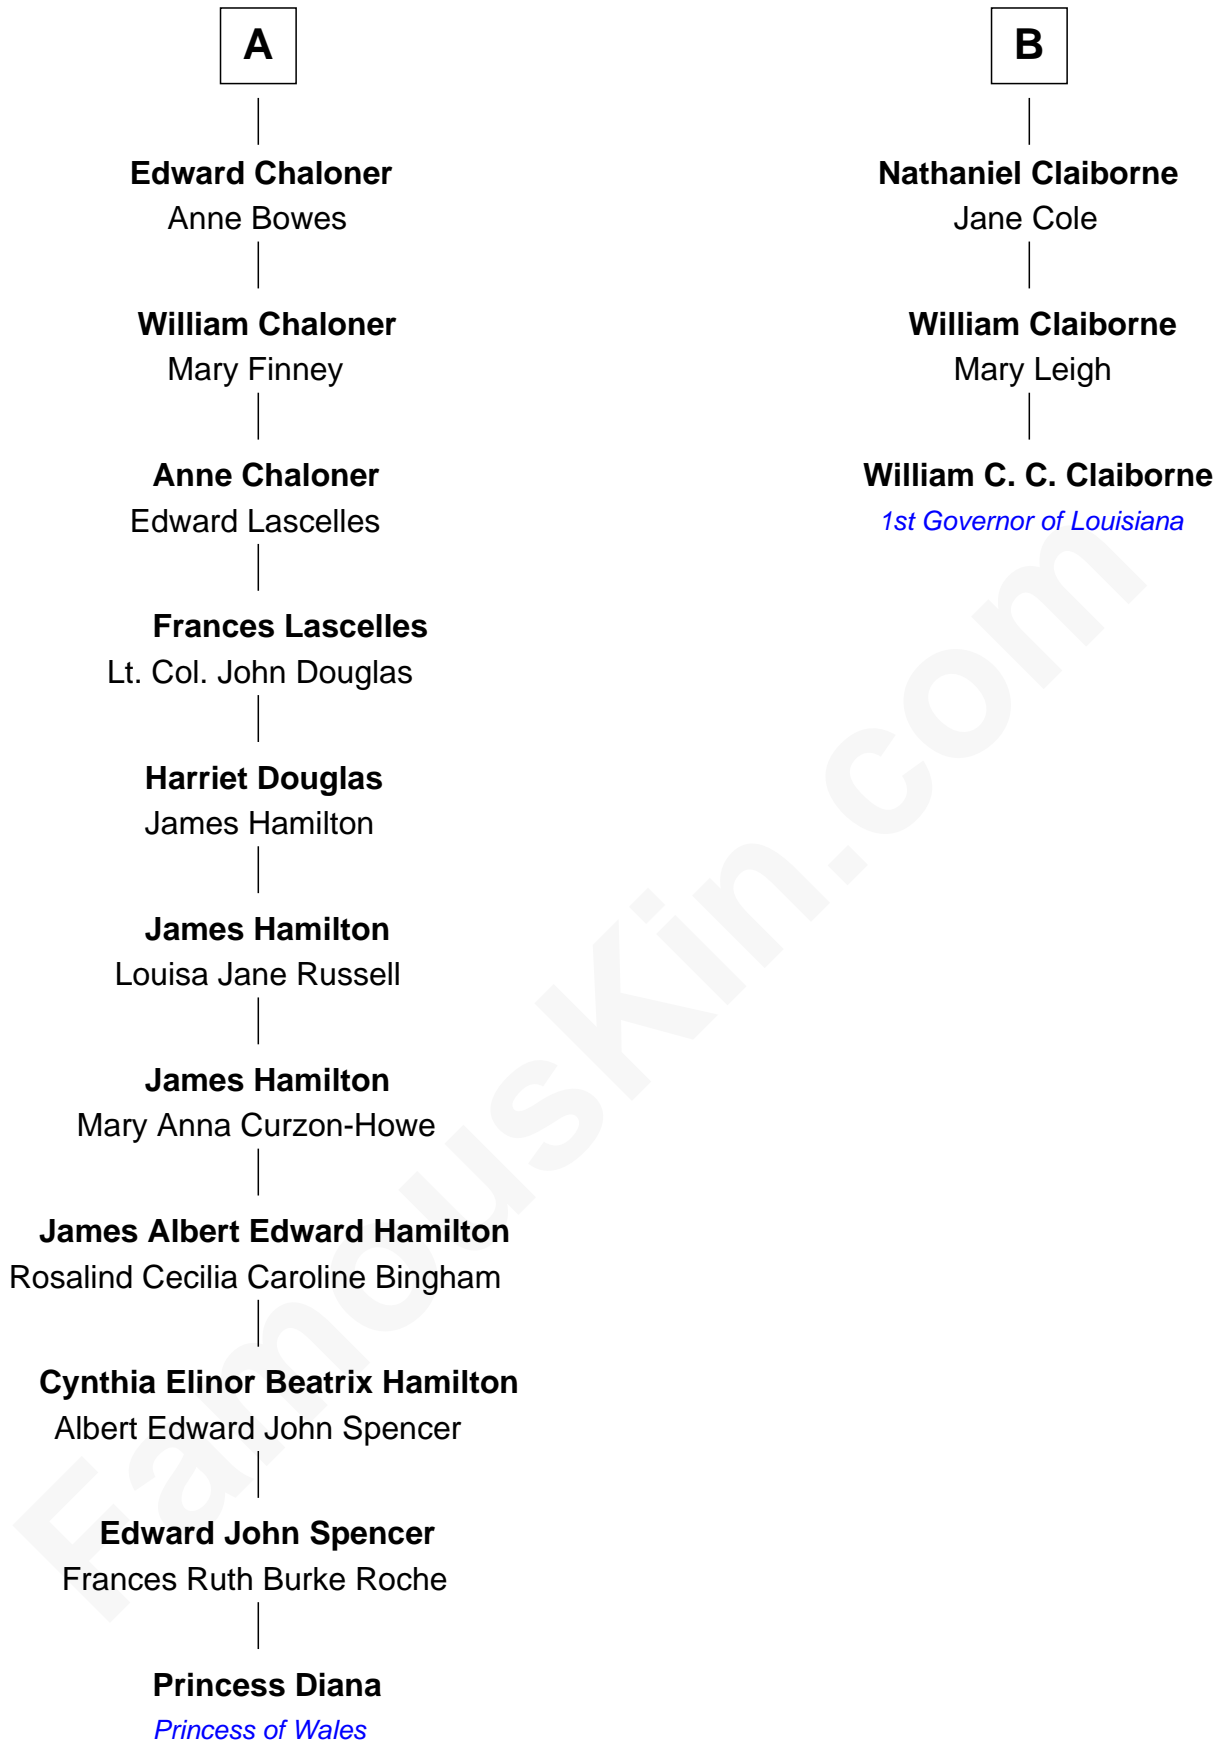 A
Edward Chaloner
Anne Bowes
William Chaloner
Mary Finney
Anne Chaloner
Edward Lascelles
Frances Lascelles
Lt. Col. John Douglas
Harriet Douglas
James Hamilton
James Hamilton
Louisa Jane Russell
James Hamilton
Mary Anna Curzon-Howe
James Albert Edward Hamilton
Rosalind Cecilia Caroline Bingham
Cynthia Elinor Beatrix Hamilton
Albert Edward John Spencer
Edward John Spencer
Frances Ruth Burke Roche
Princess Diana
Princess of Wales
B
Nathaniel Claiborne
Jane Cole
William Claiborne
Mary Leigh
William C. C. Claiborne
1st Governor of Louisiana
FamousKin.com